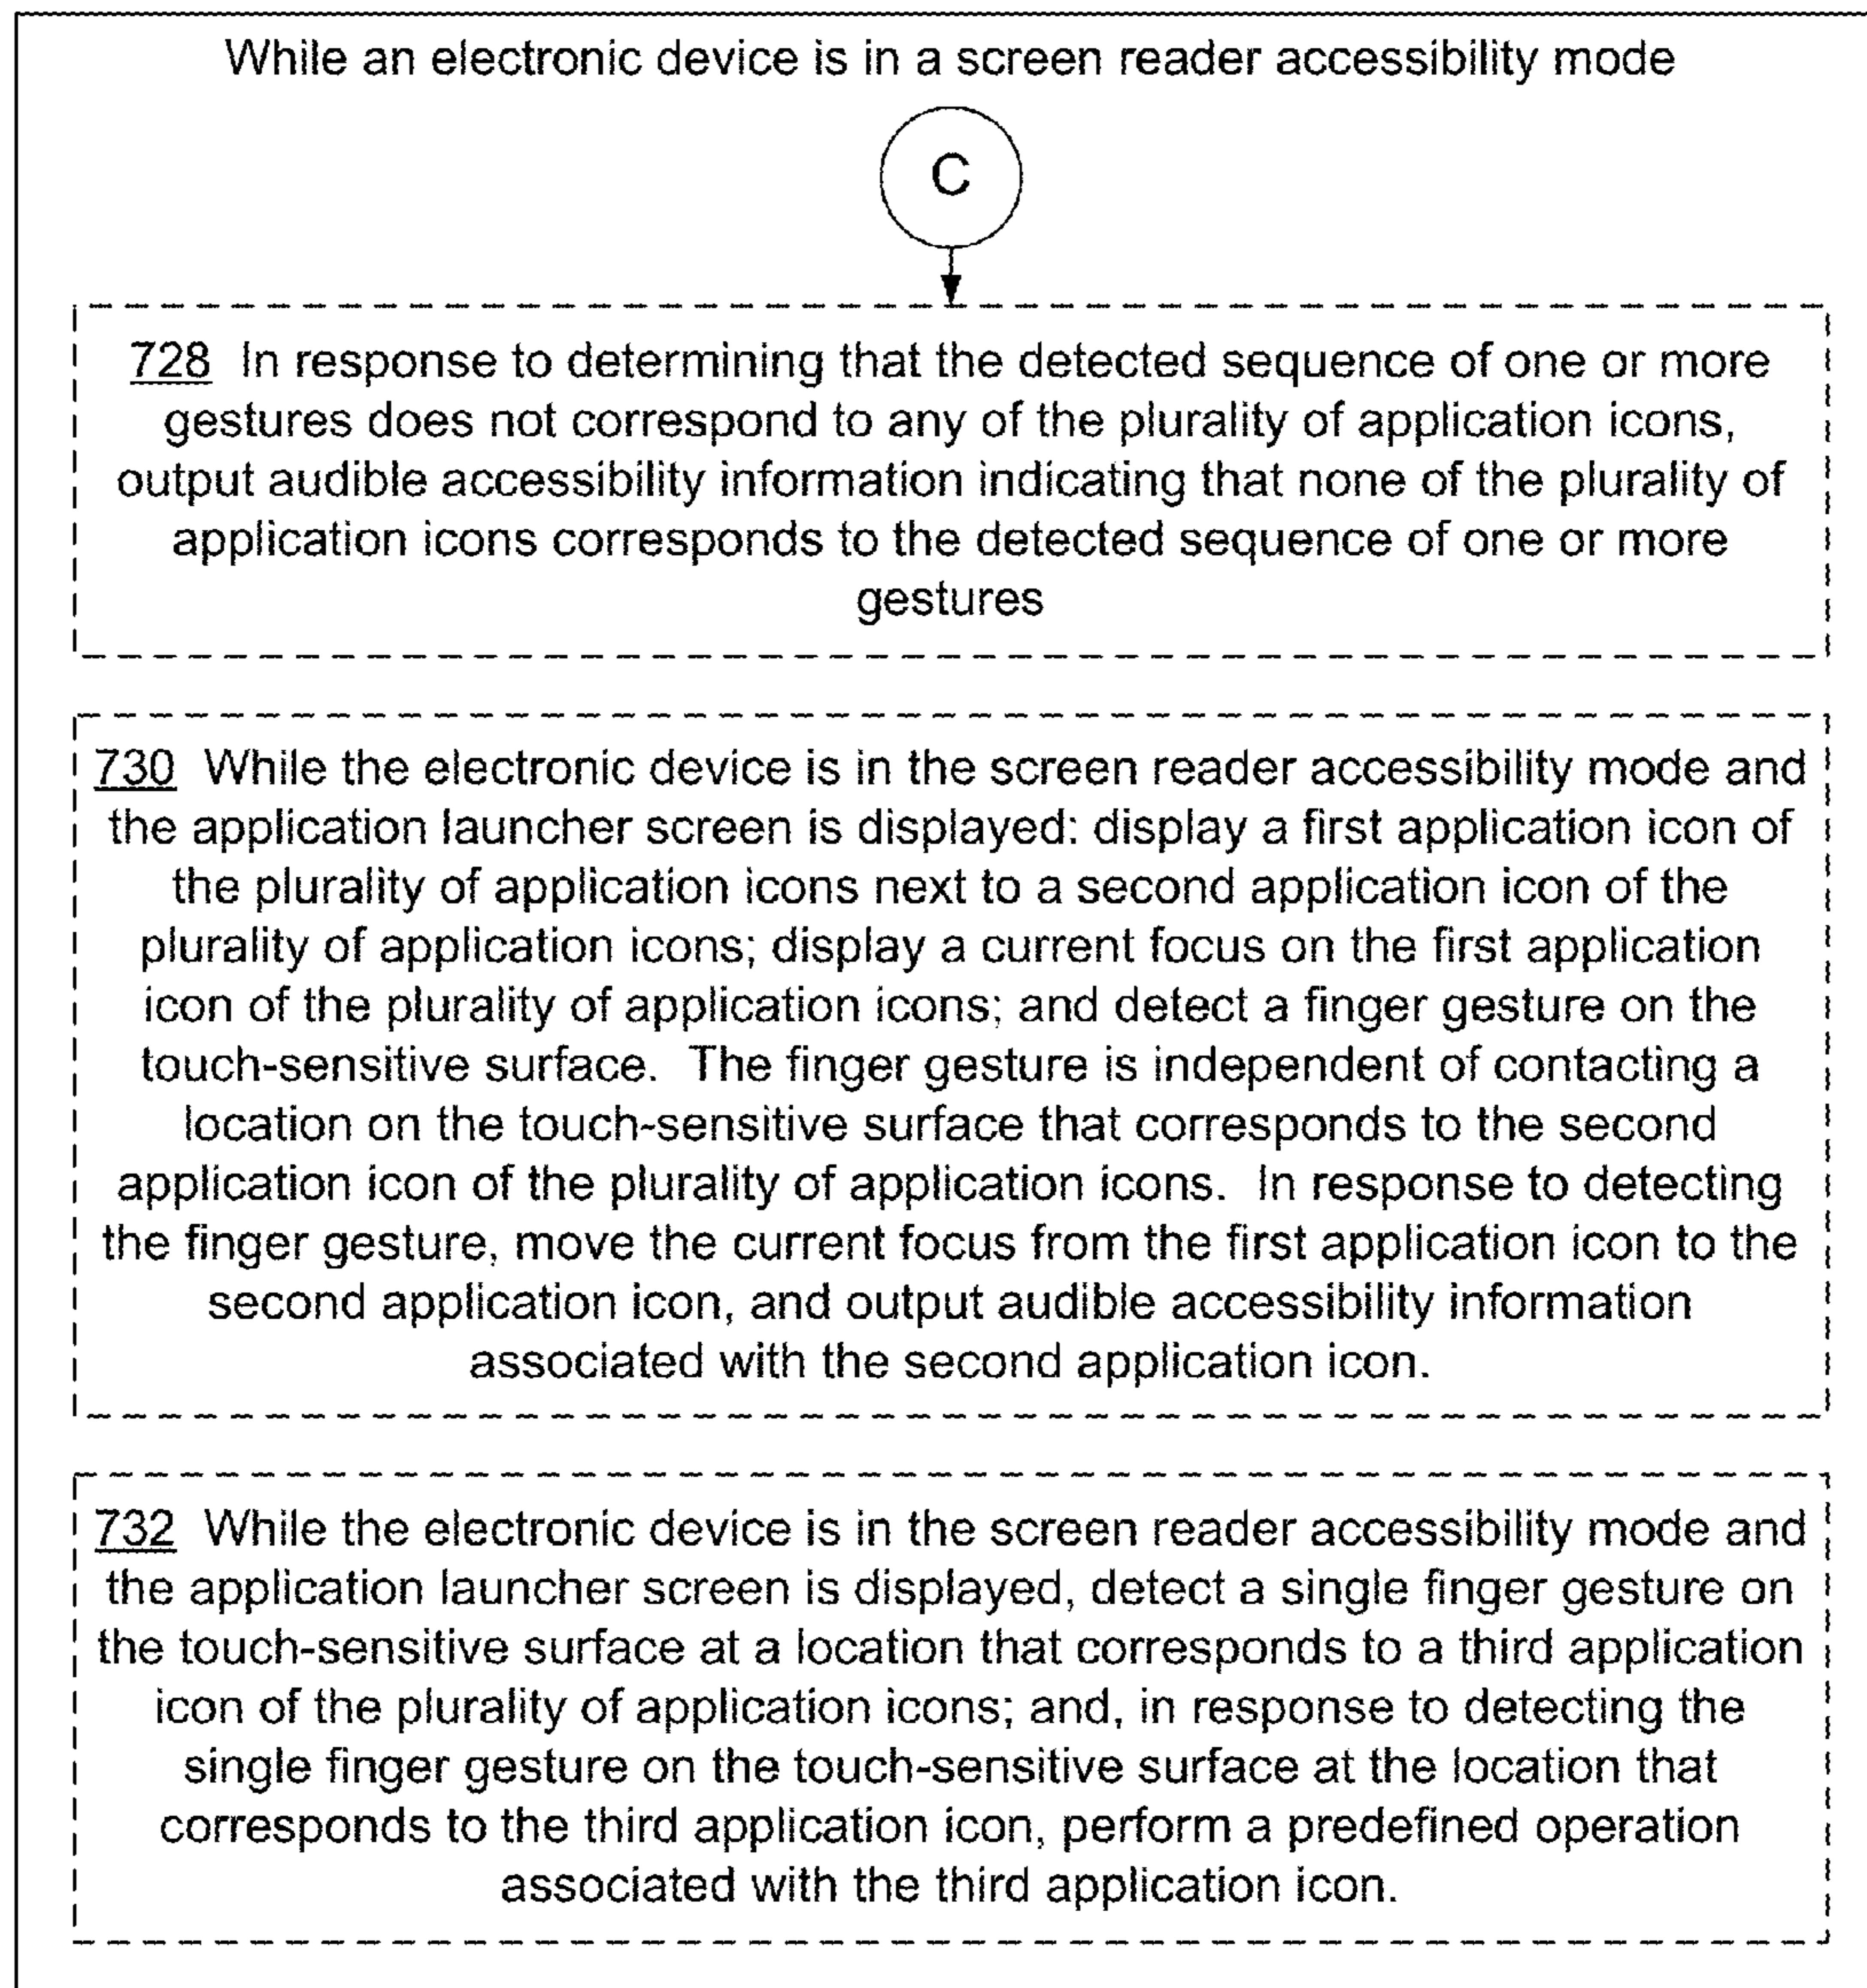 While an electronic device is in a screen reader accessibility mode
C
728 In response to determining that the detected sequence of one or more
gestures does not correspond to any of the plurality of application icons,
output audible accessibility information indicating that none of the plurality of
application icons corresponds to the detected sequence of one or more
gestures
730 While the electronic device is in the screen reader accessibility mode and
the application launcher screen is displayed: display a first application icon of
the plurality of application icons next to a second application icon of the
plurality of application icons; display a current focus on the first application
icon of the plurality of application icons; and detect a finger gesture on the
touch-sensitive surface. The finger gesture is independent of contacting a
location on the touch-sensitive surface that corresponds to the second
application icon of the plurality of application icons. In response to detecting
the finger gesture, move the current focus from the first application icon to the
second application icon, and output audible accessibility information
associated with the second application icon.
732 While the electronic device is in the screen reader accessibility mode and
the application launcher screen is displayed, detect a single finger gesture on
the touch-sensitive surface at a location that corresponds to a third application
icon of the plurality of application icons; and, in response to detecting the
single finger gesture on the touch-sensitive surface at the location that
corresponds to the third application icon, perform a predefined operation
associated with the third application icon.